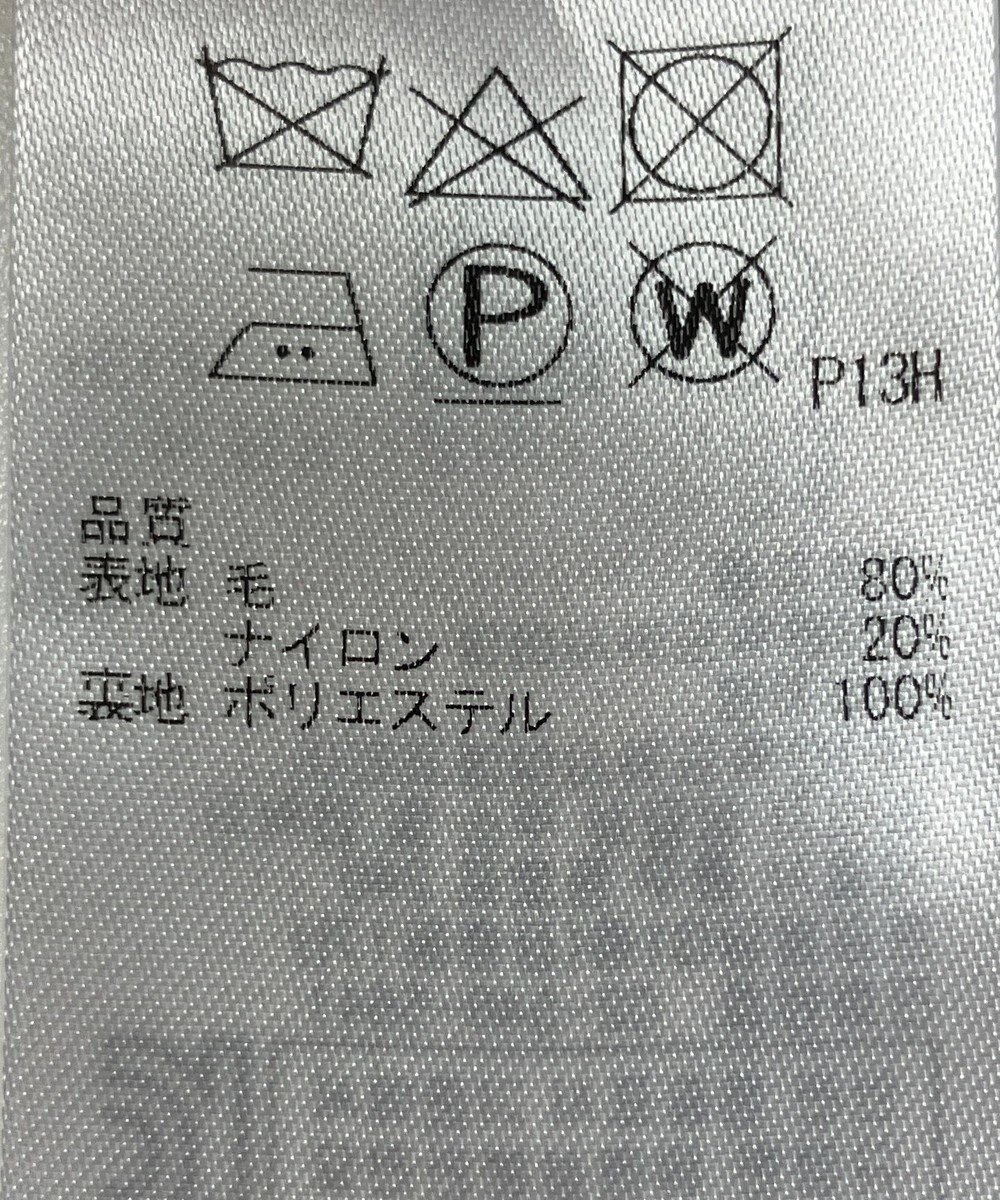 P W P13H
品質
表地 毛 80%
ナイロン 20%
裏地 ポリエステル 100%